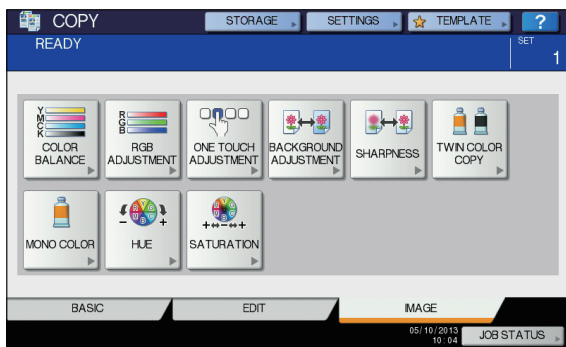 COPY
STORAGE
SETTINGS
TEMPLATE
?
READY
SET
1
Y
M
C
K
COLOR
BALANCE
R
G
B
RGB
ADJUSTMENT
ONE TOUCH
ADJUSTMENT
BACKGROUND
ADJUSTMENT
SHARPNESS
TWIN COLOR
COPY
MONO COLOR
- +
HUE
+↔−↔+
SATURATION
BASIC
EDIT
IMAGE
05/10/2013
10:04
JOB STATUS